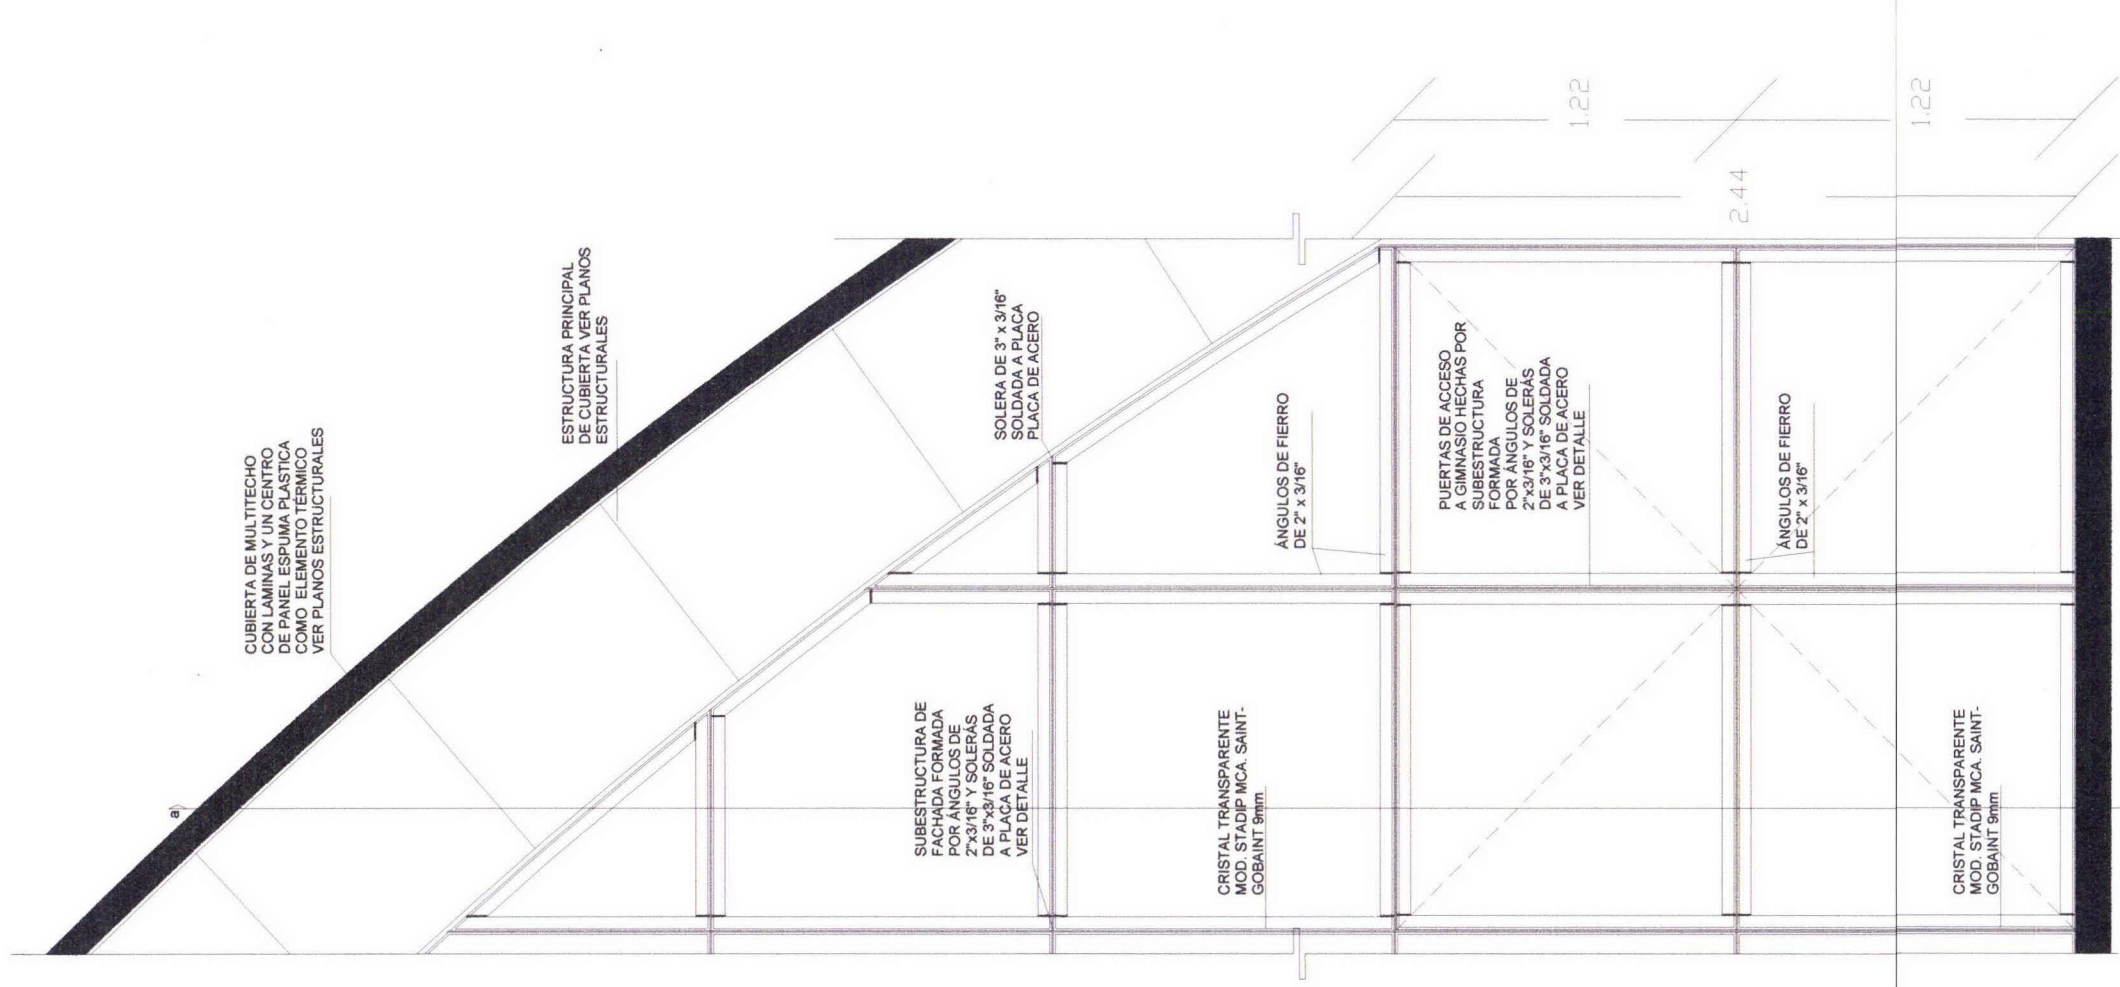 CUBIERTA DE MULTITECHO
CON LAMINAS Y UN CENTRO
DE PANEL ESPUMA PLASTICA
COMO ELEMENTO TÉRMICO
VER PLANOS ESTRUCTURALES
ESTRUCTURA PRINCIPAL
DE CUBIERTA VER PLANOS
ESTRUCTURALES
a
SOLERA DE 3" x 3/16"
SOLDADA A PLACA
PLACA DE ACERO
SUBESTRUCTURA DE
FACHADA FORMADA
POR ÁNGULOS DE
2"x3/16" Y SOLERÁS
DE 3"x3/16" SOLDADA
A PLACA DE ACERO
VER DETALLE
ÁNGULOS DE FIERRO
DE 2" x 3/16"
CRISTAL TRANSPARENTE
MOD. STADIP MCA. SAINT-
GOBAINT 9mm
PUERTAS DE ACCESO
A GIMNASIO HECHAS POR
SUBESTRUCTURA
FORMADA
POR ÁNGULOS DE
2"x3/16" Y SOLERÁS
DE 3"x3/16" SOLDADA
A PLACA DE ACERO
VER DETALLE
ÁNGULOS DE FIERRO
DE 2" x 3/16"
CRISTAL TRANSPARENTE
MOD. STADIP MCA. SAINT-
GOBAINT 9mm
1.22
2.44
1.22